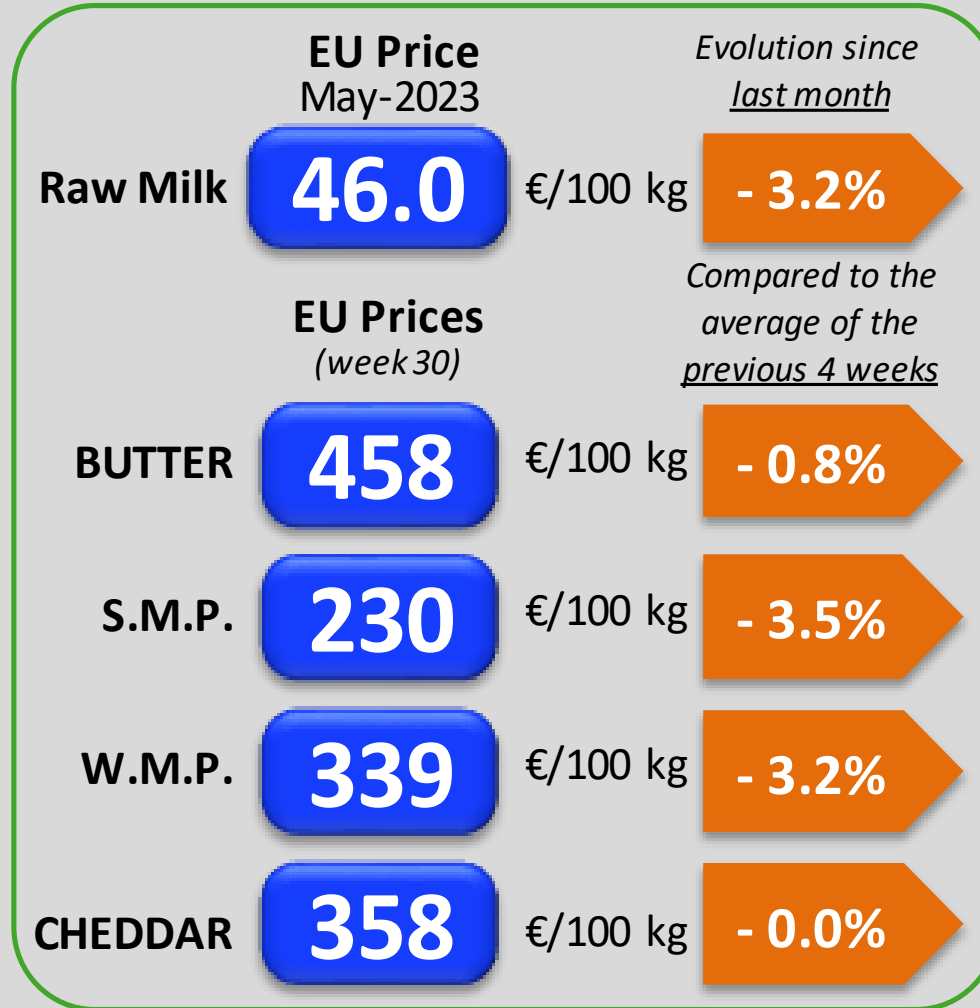 EU Price
May-2023
Evolution since
last month
Raw Milk 46.0 €/100 kg - 3.2%
EU Prices
(week 30)
Compared to the
average of the
previous 4 weeks
BUTTER 458 €/100 kg - 0.8%
S.M.P. 230 €/100 kg - 3.5%
W.M.P. 339 €/100 kg - 3.2%
CHEDDAR 358 €/100 kg - 0.0%